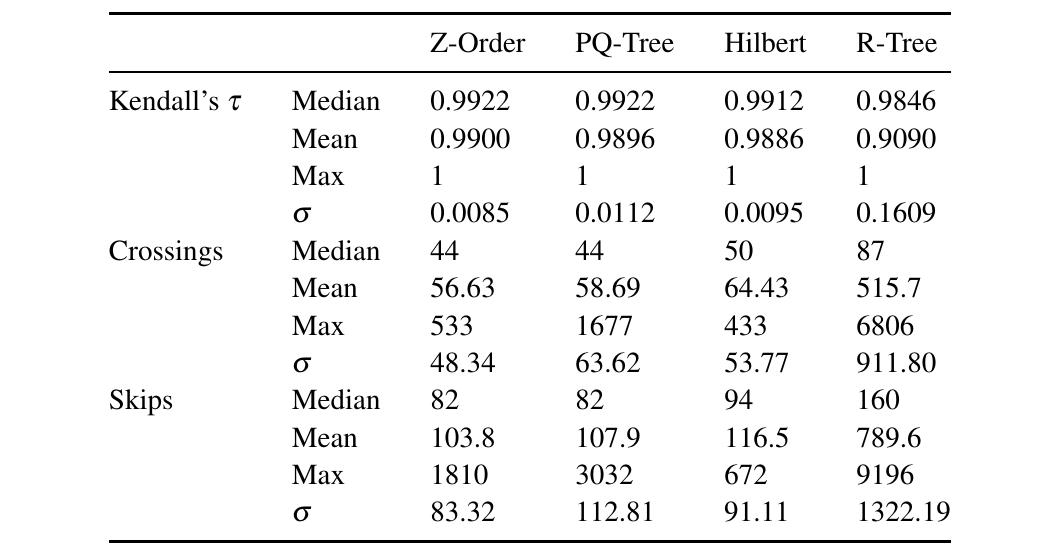 Z-Order PQ-Tree Hilbert R-Tree
Kendall's τ Median 0.9922 0.9922 0.9912 0.9846
Mean 0.9900 0.9896 0.9886 0.9090
Max 1 1 1 1
σ 0.0085 0.0112 0.0095 0.1609
Crossings Median 44 44 50 87
Mean 56.63 58.69 64.43 515.7
Max 533 1677 433 6806
σ 48.34 63.62 53.77 911.80
Skips Median 82 82 94 160
Mean 103.8 107.9 116.5 789.6
Max 1810 3032 672 9196
σ 83.32 112.81 91.11 1322.19